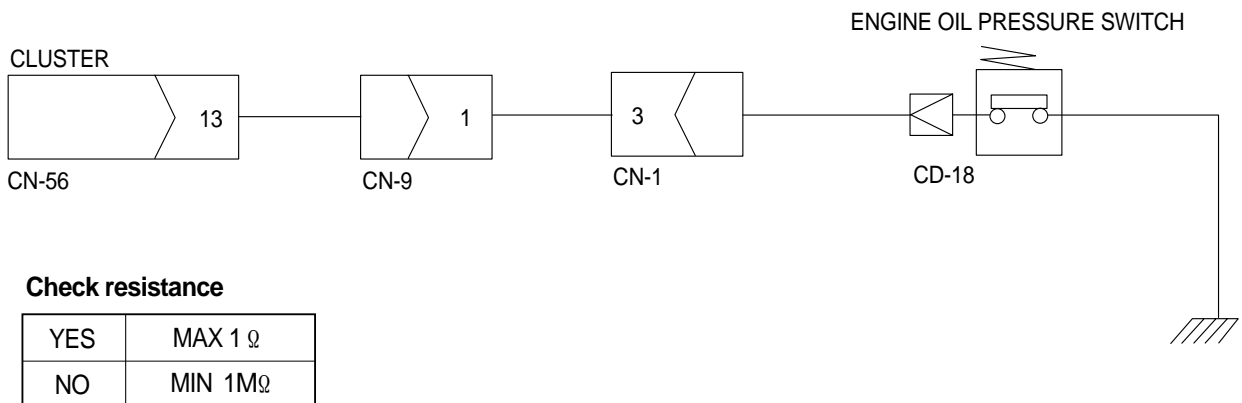 ENGINE OIL PRESSURE SWITCH
CLUSTER
13
1
3
CN-56
CN-9
CN-1
CD-18
Check resistance
YES MAX 1 Ω
NO MIN 1MΩ